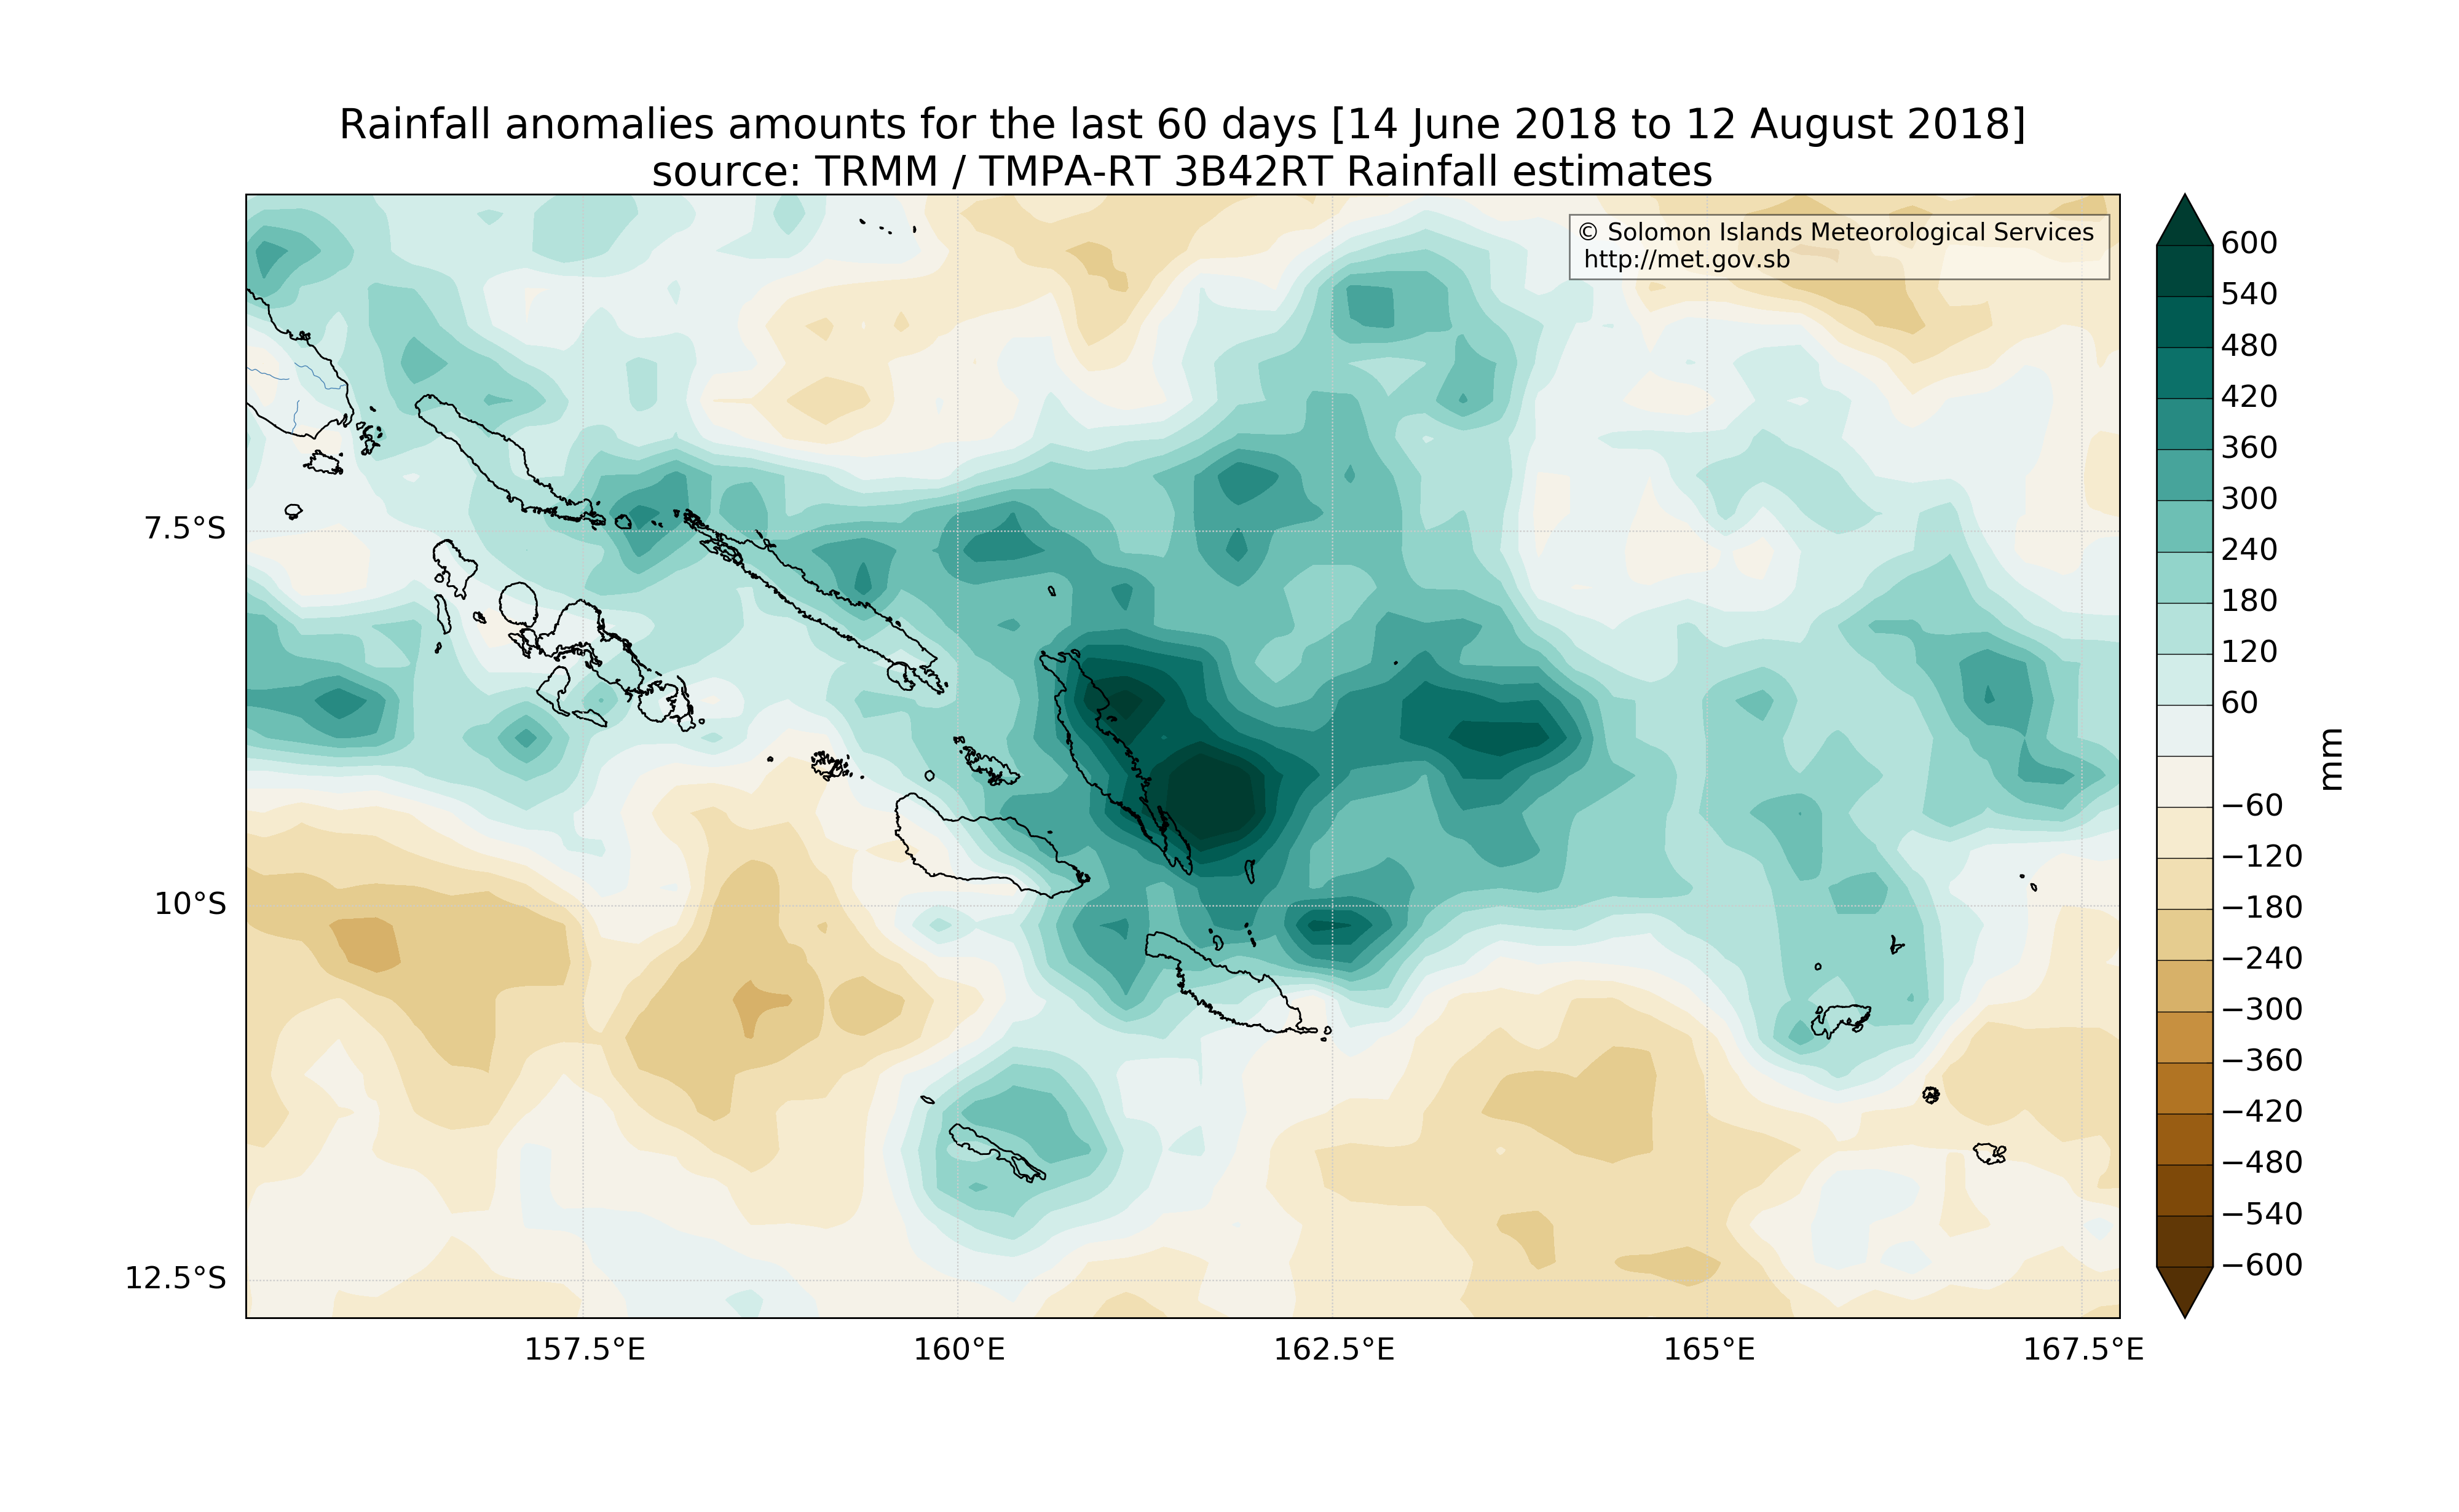 Rainfall anomalies amounts for the last 60 days [14 June 2018 to 12 August 2018]
source: TRMM / TMPA-RT 3B42RT Rainfall estimates
© Solomon Islands Meteorological Services
http://met.gov.sb
7.5°S
10°S
12.5°S
157.5°E
160°E
162.5°E
165°E
167.5°E
600
540
480
420
360
300
240
180
120
60
−60
−120
−180
−240
−300
−360
−420
−480
−540
−600
mm